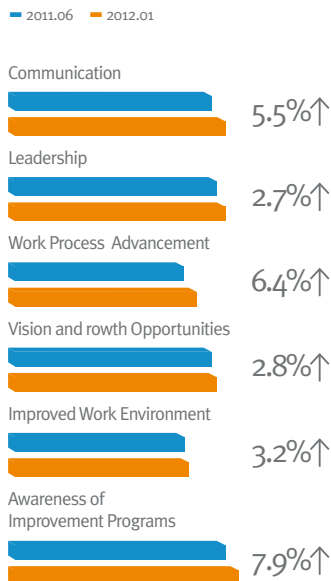 2011.06 2012.01
Communication
5.5%↑
Leadership
2.7%↑
Work Process Advancement
6.4%↑
Vision and rowth Opportunities
2.8%↑
Improved Work Environment
3.2%↑
Awareness of
Improvement Programs
7.9%↑